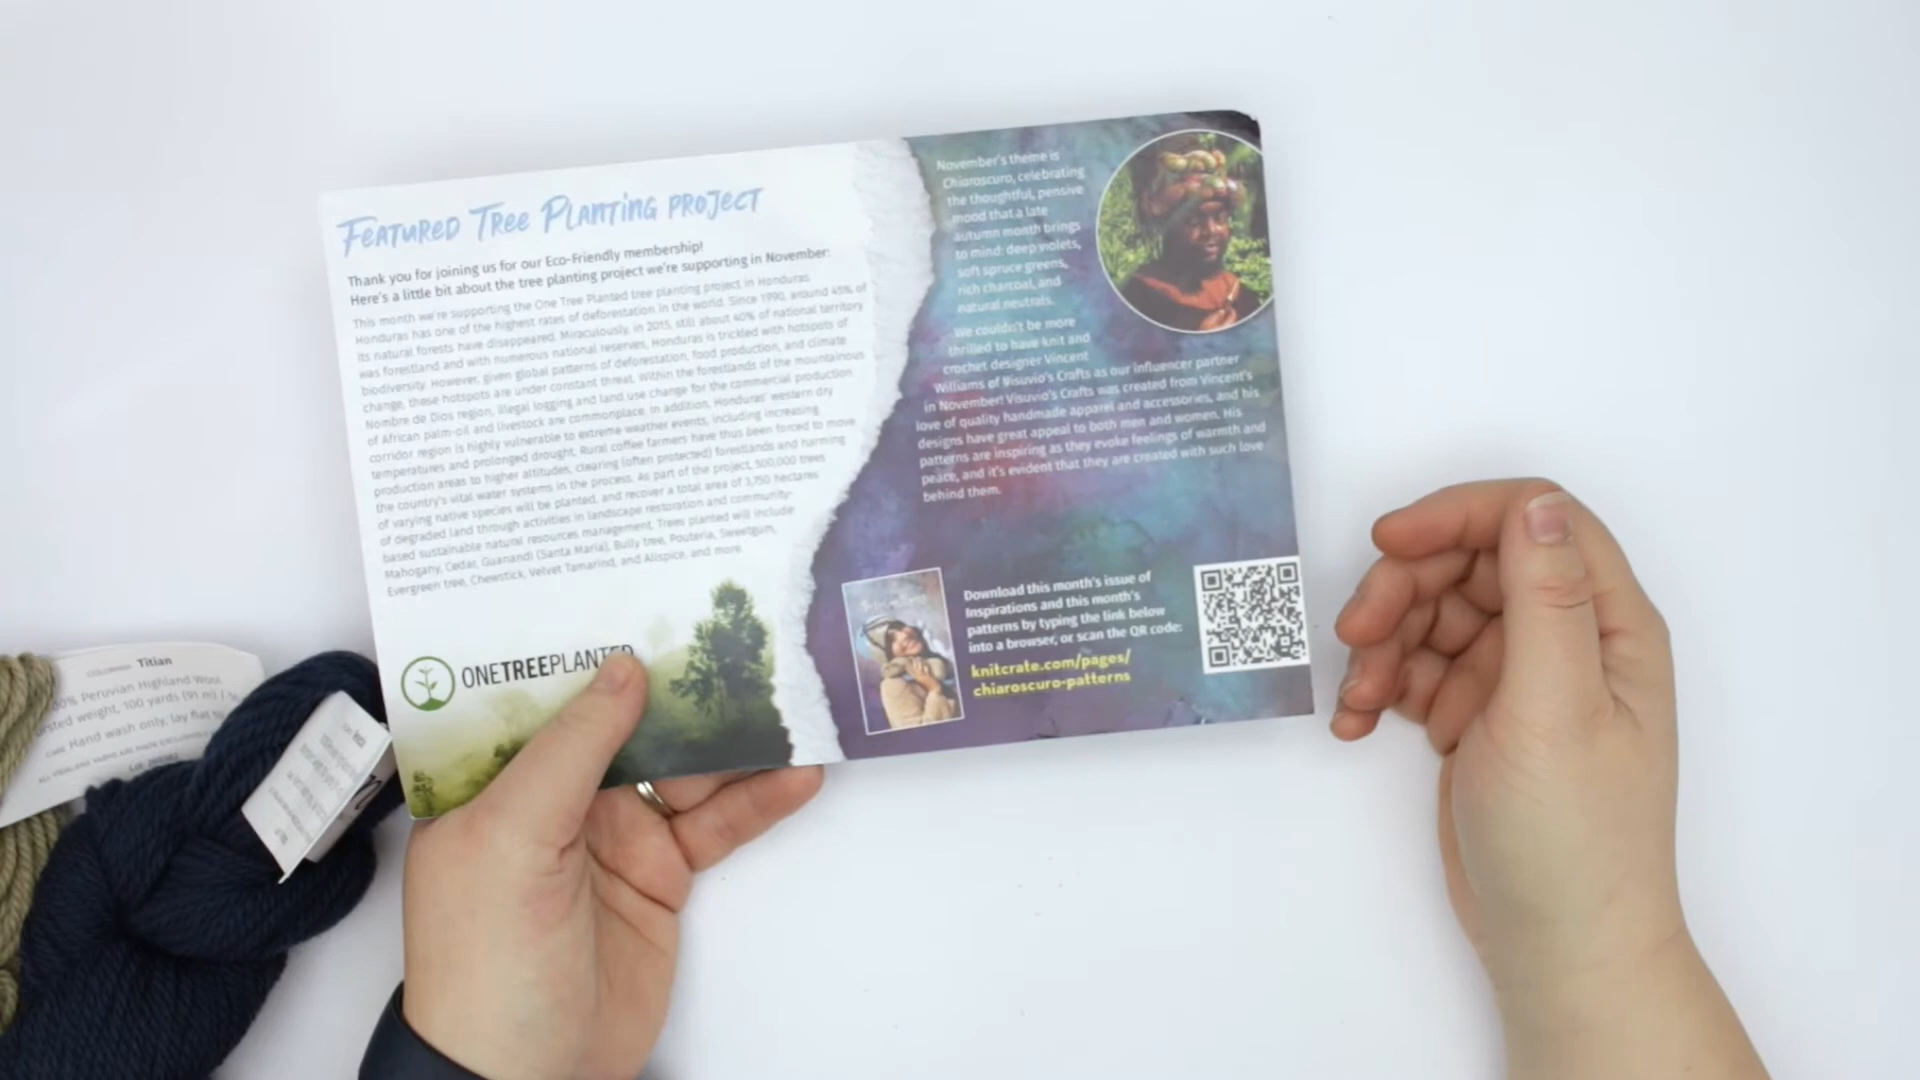 Featured Tree Planting project
Thank you for joining us for our Eco-Friendly membership!
Here's a little bit about the tree planting project we're supporting in November:
This month we're supporting the One Tree Planted tree planting project in Honduras.
Honduras has one of the highest rates of deforestation in the world. Since 1990, around 45% of
its natural forests have disappeared. Miraculously, in 2015, still about 40% of national territory
was forestland and with numerous national reserves, Honduras is trickled with hotspots of
biodiversity. However, given global patterns of deforestation, food production, and climate
change, these hotspots are under constant threat. Within the forestlands of the mountainous
Nombre de Dios region, illegal logging and land use change for the commercial production
of African palm-oil and livestock are commonplace. In addition, Honduras' western dry
corridor region is highly vulnerable to extreme weather events, including increasing
temperatures and prolonged drought. Rural coffee farmers have thus been forced to move
production areas to higher altitudes, clearing (often protected) forestlands and harming
the country's vital water systems in the process. As part of the project, 500,000 trees
of varying native species will be planted, and recover a total area of 3,750 hectares
of degraded land through activities in landscape restoration and community-
based sustainable natural resources management. Trees planted will include
Mahogany, Cedar, Guanandi (Santa Maria), Bully tree, Pouteria, Sweetgum,
Evergreen tree, Chewstick, Velvet Tamarind, and Allspice, and more.
ONETREEPLANTED
November's theme is
Chiaroscuro, celebrating
the thoughtful, pensive
mood that a late
autumn month brings
to mind: deep violets,
soft spruce greens,
rich charcoal, and
natural neutrals.
We couldn't be more
thrilled to have knit and
crochet designer Vincent
Williams of Visuvio's Crafts as our influencer partner
in November! Visuvio's Crafts was created from Vincent's
love of quality handmade apparel and accessories, and his
designs have great appeal to both men and women. His
patterns are inspiring as they evoke feelings of warmth and
peace, and it's evident that they are created with such love
behind them.
Download this month's issue of
Inspirations and this month's
patterns by typing the link below
into a browser, or scan the QR code:
knitcrate.com/pages/
chiaroscuro-patterns
COLORWAY Titian
Peruvian Highland Wool
weight, 100 yards (91 m) /
CARE Hand wash only, lay flat